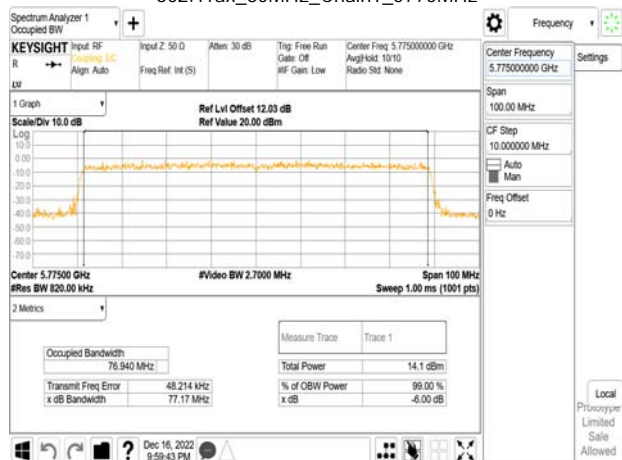 802.11ax_80MHz_Chain1_5775MHz
Spectrum Analyzer 1
Occupied BW
Frequency
KEYSIGHT
R
Input: RF
Coupling: DC
Align: Auto
Input Z: 50 Ω
Freq Ref: Int (S)
Atten: 30 dB
Trig: Free Run
Gate: Off
#IF Gain: Low
Center Freq: 5.775000000 GHz
Avg|Hold: 10/10
Radio Std: None
Center Frequency
5.775000000 GHz
Settings
Span
100.00 MHz
CF Step
10.000000 MHz
Auto
Man
Freq Offset
0 Hz
1 Graph
Scale/Div 10.0 dB
Ref Lvl Offset 12.03 dB
Ref Value 20.00 dBm
Log
10.0
0.00
-10.0
-20.0
-30.0
-40.0
-50.0
-60.0
-70.0
Center 5.77500 GHz
#Res BW 820.00 kHz
#Video BW 2.7000 MHz
Span 100 MHz
Sweep 1.00 ms (1001 pts)
2 Metrics
Measure Trace Trace 1
Occupied Bandwidth
76.940 MHz
Total Power 14.1 dBm
Transmit Freq Error 48.214 kHz
% of OBW Power 99.00 %
x dB Bandwidth 77.17 MHz
x dB -6.00 dB
Local
Prototype
Limited
Sale
Allowed
Dec 16, 2022
9:59:43 PM